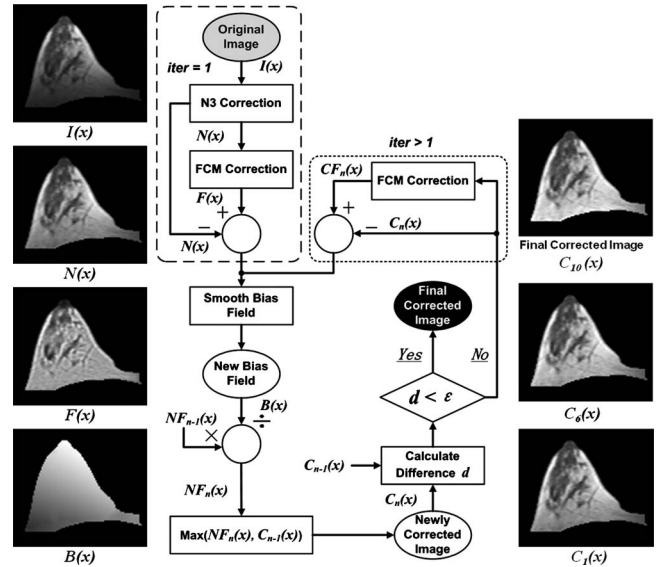 I(x)
N(x)
F(x)
B(x)
Original
Image
iter = 1
I(x)
N3 Correction
N(x)
FCM Correction
F(x)
+
−
N(x)
iter > 1
CFn(x)
FCM Correction
+
−
Cn(x)
Smooth Bias
Field
New Bias
Field
NFn-1(x)
B(x)
×
÷
NFn(x)
Max(NFn(x), Cn-1(x))
Newly
Corrected
Image
Cn(x)
Cn-1(x)
Calculate
Difference d
d < ε
Yes
No
Final
Corrected
Image
Final Corrected Image
C10(x)
C6(x)
C1(x)